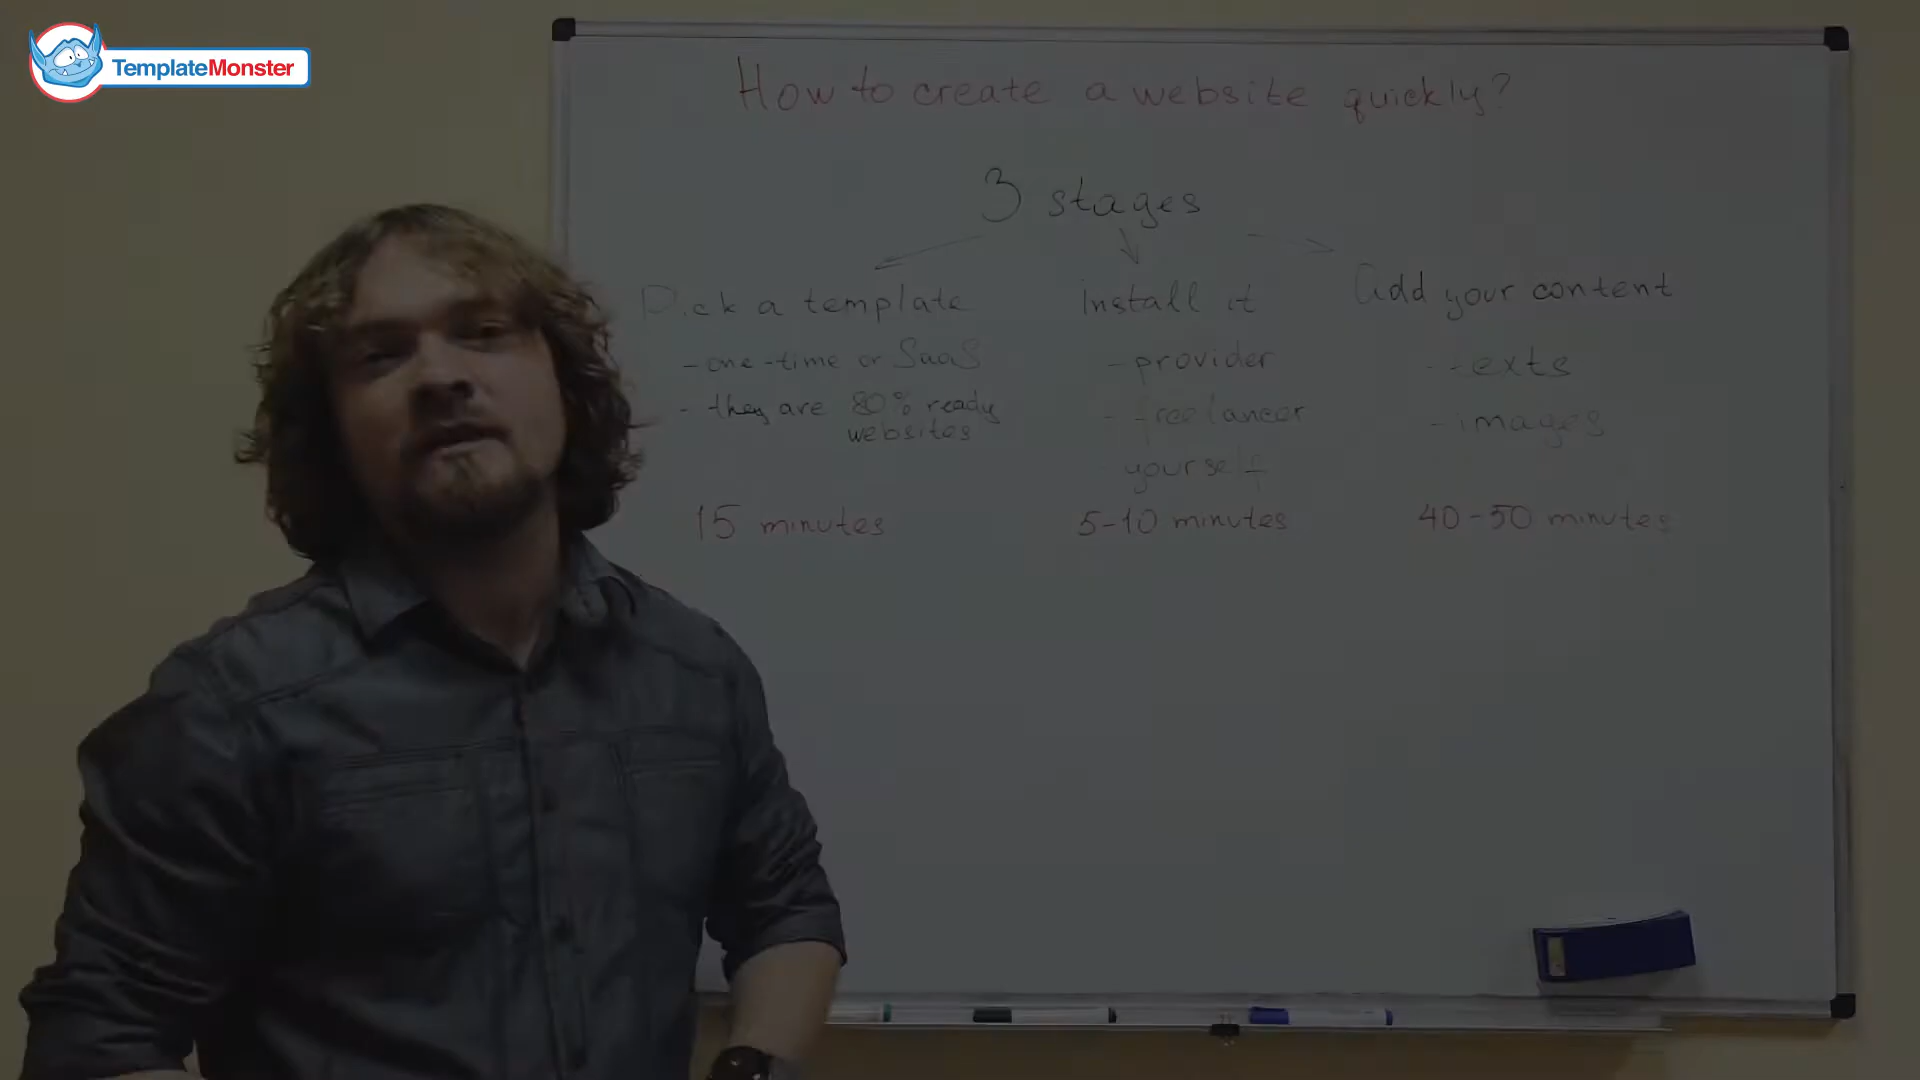 TemplateMonster
How to create a website quickly?
3 stages
Pick a template
- one-time or SaaS
- they are 80% ready
websites
15 minutes
install it
- provider
- freelancer
yourself
5-10 minutes
add your content
- texts
- images
40-50 minutes